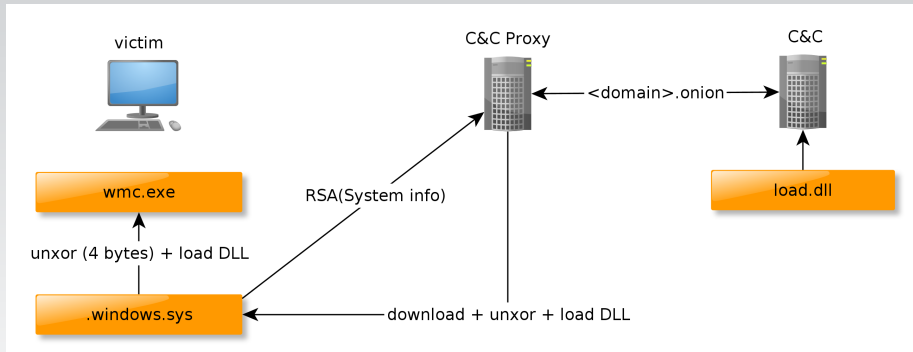 victim
C&C Proxy
C&C
<domain>.onion
wmc.exe
RSA(System info)
load.dll
unxor (4 bytes) + load DLL
.windows.sys
download + unxor + load DLL